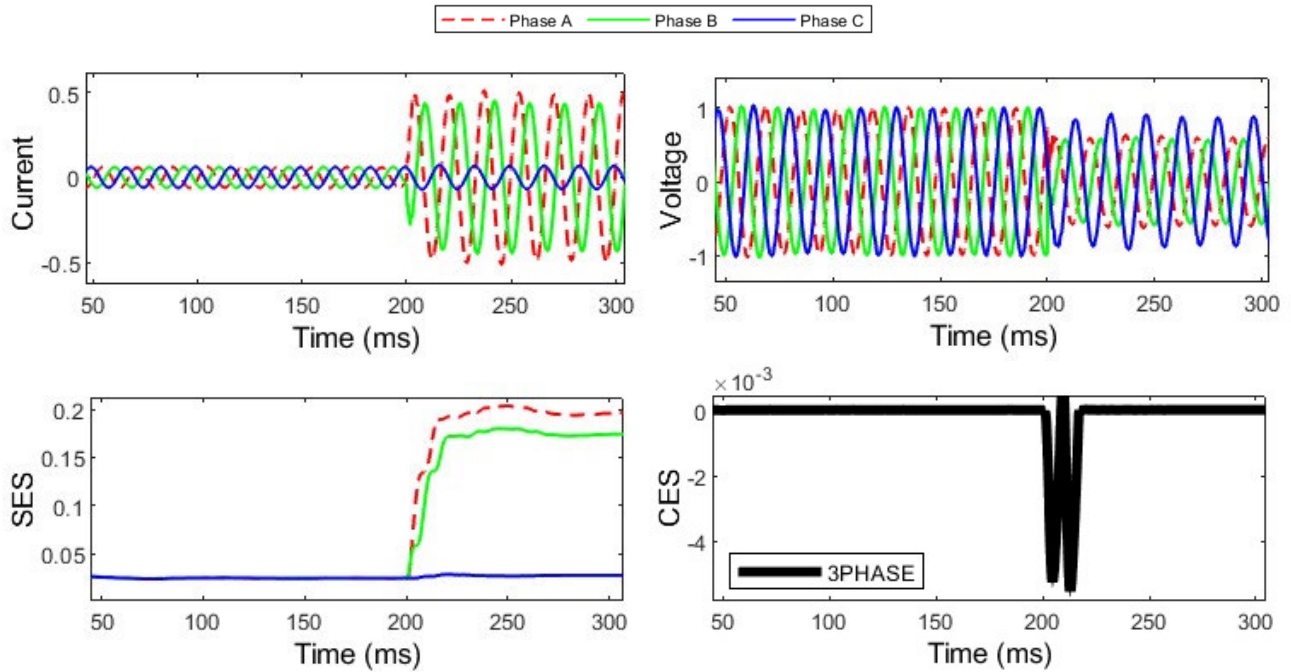 Phase A Phase B Phase C
0.5
0
-0.5
Current
50 100 150 200 250 300
Time (ms)
1
0
-1
Voltage
50 100 150 200 250 300
Time (ms)
0.2
0.15
0.1
0.05
SES
50 100 150 200 250 300
Time (ms)
× 10⁻³
0
-2
-4
CES
3PHASE
50 100 150 200 250 300
Time (ms)